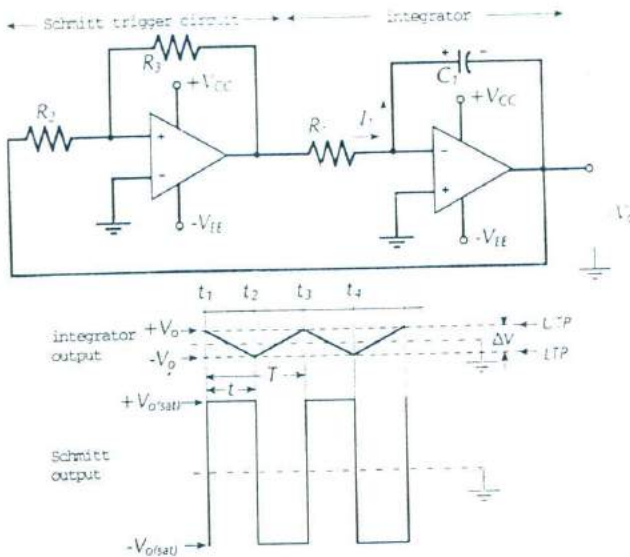 Schmitt trigger circuit
integrator
R3
+VCC
R2
+
-
-VEE
I1
+ -
C1
+VCC
-
+
-VEE
t1 t2 t3 t4
integrator output
+Vo
-Vo
ΔV
LTP
T
t
+Vo(sat)
Schmitt output
-Vo(sat)